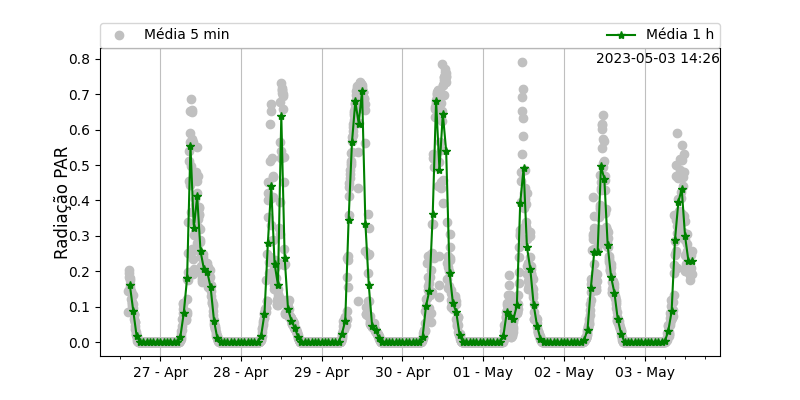 Média 5 min
Média 1 h
2023-05-03 14:26
Radiação PAR
0.8
0.7
0.6
0.5
0.4
0.3
0.2
0.1
0.0
27 - Apr
28 - Apr
29 - Apr
30 - Apr
01 - May
02 - May
03 - May